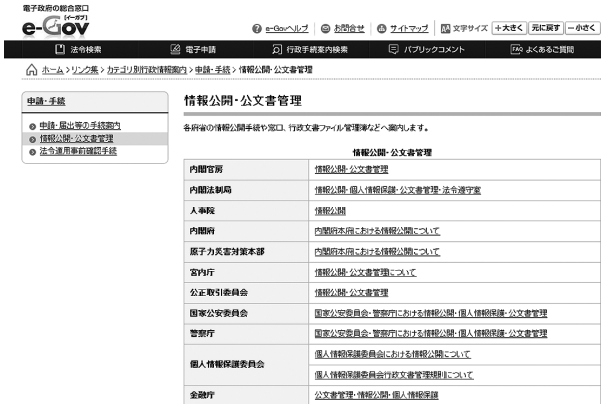 電子政府の総合窓口
e-Gov [イーガブ]
e-Govヘルプ お問合せ サイトマップ 文字サイズ +大きく 元に戻す -小さく
法令検索 電子申請 行政手続案内検索 パブリックコメント FAQ よくあるご質問
ホーム > リンク集 > カテゴリ別行政情報案内 > 申請・手続 > 情報公開・公文書管理
申請・手続
申請・届出等の手続案内
情報公開・公文書管理
法令適用事前確認手続
情報公開・公文書管理
各府省の情報公開手続や窓口、行政文書ファイル管理簿などへ案内します。
情報公開・公文書管理
内閣官房 情報公開・公文書管理
内閣法制局 情報公開・個人情報保護・公文書管理・法令遵守室
人事院 情報公開
内閣府 内閣府本府における情報公開について
原子力災害対策本部 内閣府本府における情報公開について
宮内庁 情報公開・公文書管理について
公正取引委員会 情報公開・公文書管理
国家公安委員会 国家公安委員会・警察庁における情報公開・個人情報保護・公文書管理
警察庁 国家公安委員会・警察庁における情報公開・個人情報保護・公文書管理
個人情報保護委員会 個人情報保護委員会における情報公開について
個人情報保護委員会行政文書管理規則について
金融庁 公文書管理・情報公開・個人情報保護